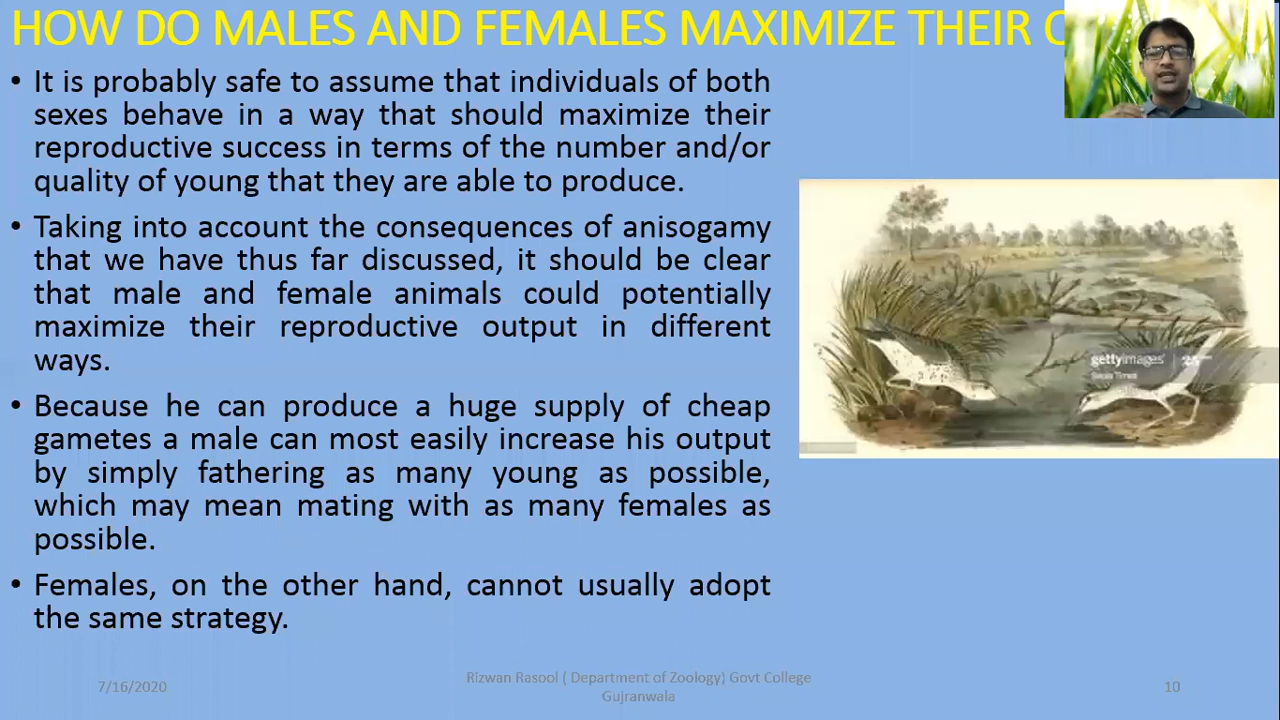 HOW DO MALES AND FEMALES MAXIMIZE THEIR
• It is probably safe to assume that individuals of both
sexes behave in a way that should maximize their
reproductive success in terms of the number and/or
quality of young that they are able to produce.
• Taking into account the consequences of anisogamy
that we have thus far discussed, it should be clear
that male and female animals could potentially
maximize their reproductive output in different
ways.
• Because he can produce a huge supply of cheap
gametes a male can most easily increase his output
by simply fathering as many young as possible,
which may mean mating with as many females as
possible.
• Females, on the other hand, cannot usually adopt
the same strategy.
gettyimages
7/16/2020
Rizwan Rasool ( Department of Zoology) Govt College
Gujranwala
10